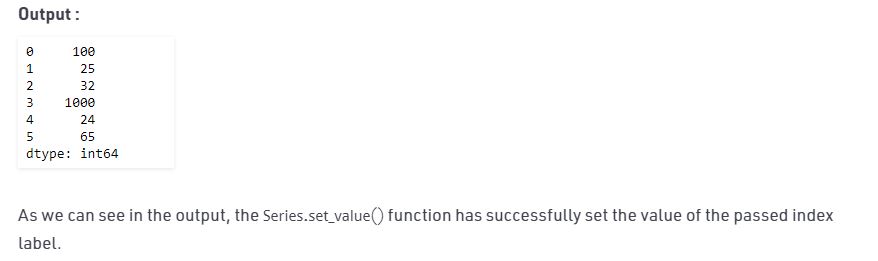 Output :
0 100
1 25
2 32
3 1000
4 24
5 65
dtype: int64
As we can see in the output, the Series.set_value() function has successfully set the value of the passed index
label.